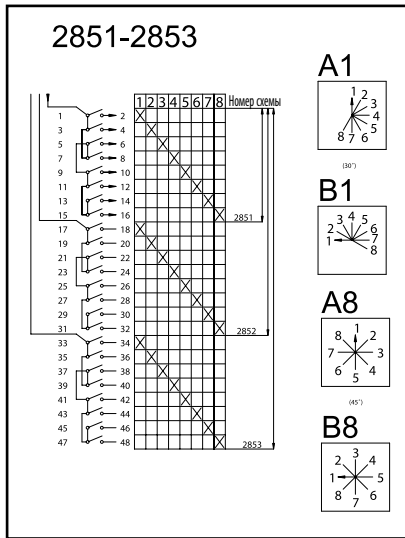 2851-2853
1 2 3 4 5 6 7 8 Номер схемы
1 2 X
3 4 X
5 6 X
7 8 X
9 10 X
11 12 X
13 14 X
15 16 X
2851
17 18 X
19 20 X
21 22 X
23 24 X
25 26 X
27 28 X
29 30 X
31 32 X
2852
33 34 X
35 36 X
37 38 X
39 40 X
41 42 X
43 44 X
45 46 X
47 48 X
2853
A1
1 2 3 4 5 6 7 8
(30°)
B1
1 2 3 4 5 6 7 8
A8
1 2 3 4 5 6 7 8
(45°)
B8
1 2 3 4 5 6 7 8